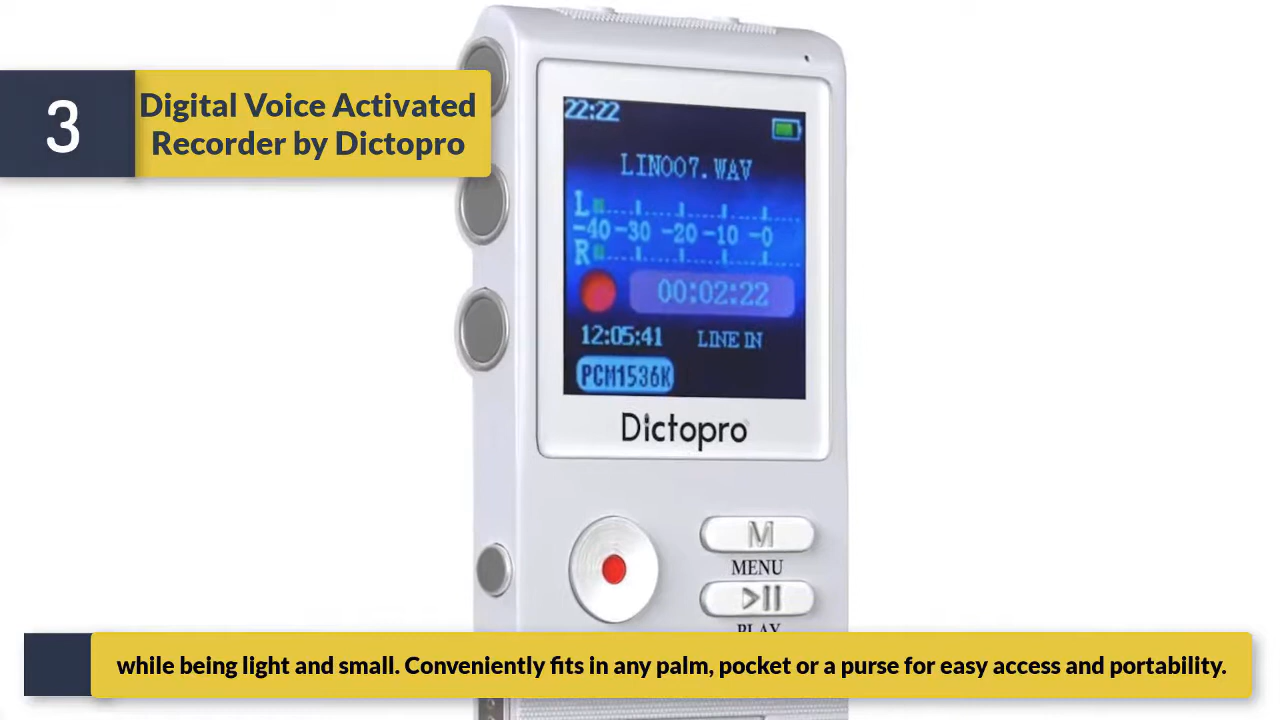 3
Digital Voice Activated
Recorder by Dictopro
22:22
LIN007.WAV
L
-40 -30 -20 -10 -0
R
00:02:22
12:05:41 LINE IN
PCM1536K
Dictopro
M
MENU
PLAY
while being light and small. Conveniently fits in any palm, pocket or a purse for easy access and portability.